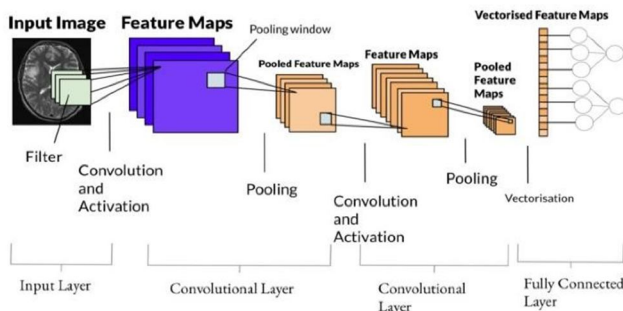 Input Image
Feature Maps
Pooling window
Pooled Feature Maps
Feature Maps
Pooled
Feature
Maps
Vectorised Feature Maps
Filter
Convolution
and
Activation
Pooling
Convolution
and
Activation
Pooling
Vectorisation
Input Layer
Convolutional Layer
Convolutional
Layer
Fully Connected
Layer